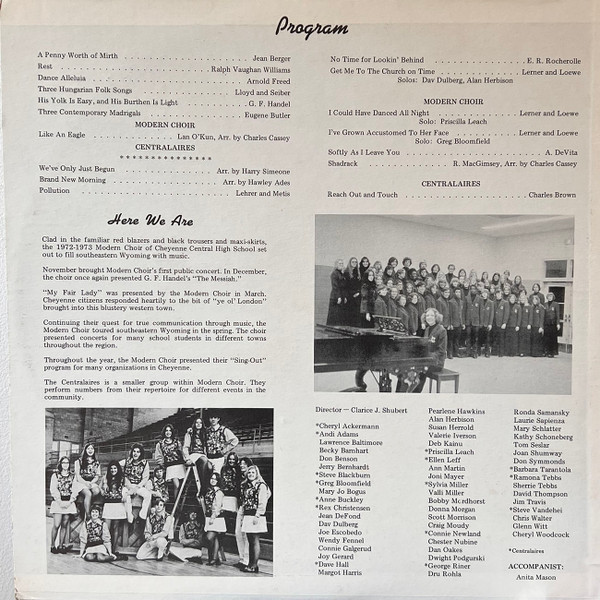 Program
A Penny Worth of Mirth . . . . . . . . . . . . . . . . . . . . Jean Berger
Rest . . . . . . . . . . . . . . . . . . . . . . . . Ralph Vaughan Williams
Dance Alleluia . . . . . . . . . . . . . . . . . . . . . . . . . Arnold Freed
Three Hungarian Folk Songs . . . . . . . . . . . . . . . Lloyd and Seiber
His Yolk Is Easy, and His Burthen Is Light . . . . . . . . . G. F. Handel
Three Contemporary Madrigals . . . . . . . . . . . . . . . Eugene Butler
MODERN CHOIR
Like An Eagle . . . . . . . . . . . Lan O'Kun, Arr. by Charles Cassey
CENTRALAIRES
* * * * * * * * * * * * * * *
We've Only Just Begun . . . . . . . . . . . . . . Arr. by Harry Simeone
Brand New Morning . . . . . . . . . . . . . . . . . Arr. by Hawley Ades
Pollution . . . . . . . . . . . . . . . . . . . . . . . . . Lehrer and Metis
No Time for Lookin' Behind . . . . . . . . . . . . . . E. R. Rocherolle
Get Me To The Church on Time . . . . . . . . . . . . Lerner and Loewe
Solos: Dav Dulberg, Alan Herbison
MODERN CHOIR
I Could Have Danced All Night . . . . . . . . . . . . Lerner and Loewe
Solo: Priscilla Leach
I've Grown Accustomed To Her Face . . . . . . . . . Lerner and Loewe
Solo: Greg Bloomfield
Softly As I Leave You . . . . . . . . . . . . . . . . . . . . . A. DeVita
Shadrack . . . . . . . . . . . . . . R. MacGimsey, Arr. by Charles Cassey
CENTRALAIRES
Reach Out and Touch . . . . . . . . . . . . . . . . . . . Charles Brown
Here We Are
Clad in the familiar red blazers and black trousers and maxi-skirts,
the 1972-1973 Modern Choir of Cheyenne Central High School set
out to fill southeastern Wyoming with music.
November brought Modern Choir's first public concert. In December,
the choir once again presented G. F. Handel's "The Messiah."
"My Fair Lady" was presented by the Modern Choir in March.
Cheyenne citizens responded heartily to the bit of "ye ol' London"
brought into this blustery western town.
Continuing their quest for true communication through music, the
Modern Choir toured southeastern Wyoming in the spring. The choir
presented concerts for many school students in different towns
throughout the region.
Throughout the year, the Modern Choir presented their "Sing-Out"
program for many organizations in Cheyenne.
The Centralaires is a smaller group within Modern Choir. They
perform numbers from their repertoire for different events in the
community.
Director — Clarice J. Shubert
*Cheryl Ackermann
*Andi Adams
Lawrence Baltimore
Becky Barnhart
Don Benson
Jerry Bernhardt
*Steve Blackburn
*Greg Bloomfield
Mary Jo Bogus
*Anne Buckley
*Rex Christensen
Jean DeFond
Dav Dulberg
Joe Escobedo
Wendy Fennel
Connie Galgerud
Joy Gerard
*Dave Hall
Margot Harris
Pearlene Hawkins
Alan Herbison
Susan Herrold
Valerie Iverson
Deb Kainu
*Priscilla Leach
*Ellen Leff
Ann Martin
Joni Mayer
*Sylvia Miller
Valli Miller
Bobby Mcrdhorst
Donna Morgan
Scott Morrison
Craig Moudy
*Connie Newland
Chester Nubine
Dan Oakes
Dwight Podgurski
*George Riner
Dru Rohla
Ronda Samansky
Laurie Sapienza
Mary Schlatter
Kathy Schoneberg
Tom Seslar
Joan Shumway
Don Symmonds
*Barbara Tarantola
*Ramona Tebbs
Sherrie Tebbs
David Thompson
Jim Travis
*Steve Vandehei
Chris Walter
Glenn Witt
Cheryl Woodcock
*Centralaires
ACCOMPANIST:
Anita Mason